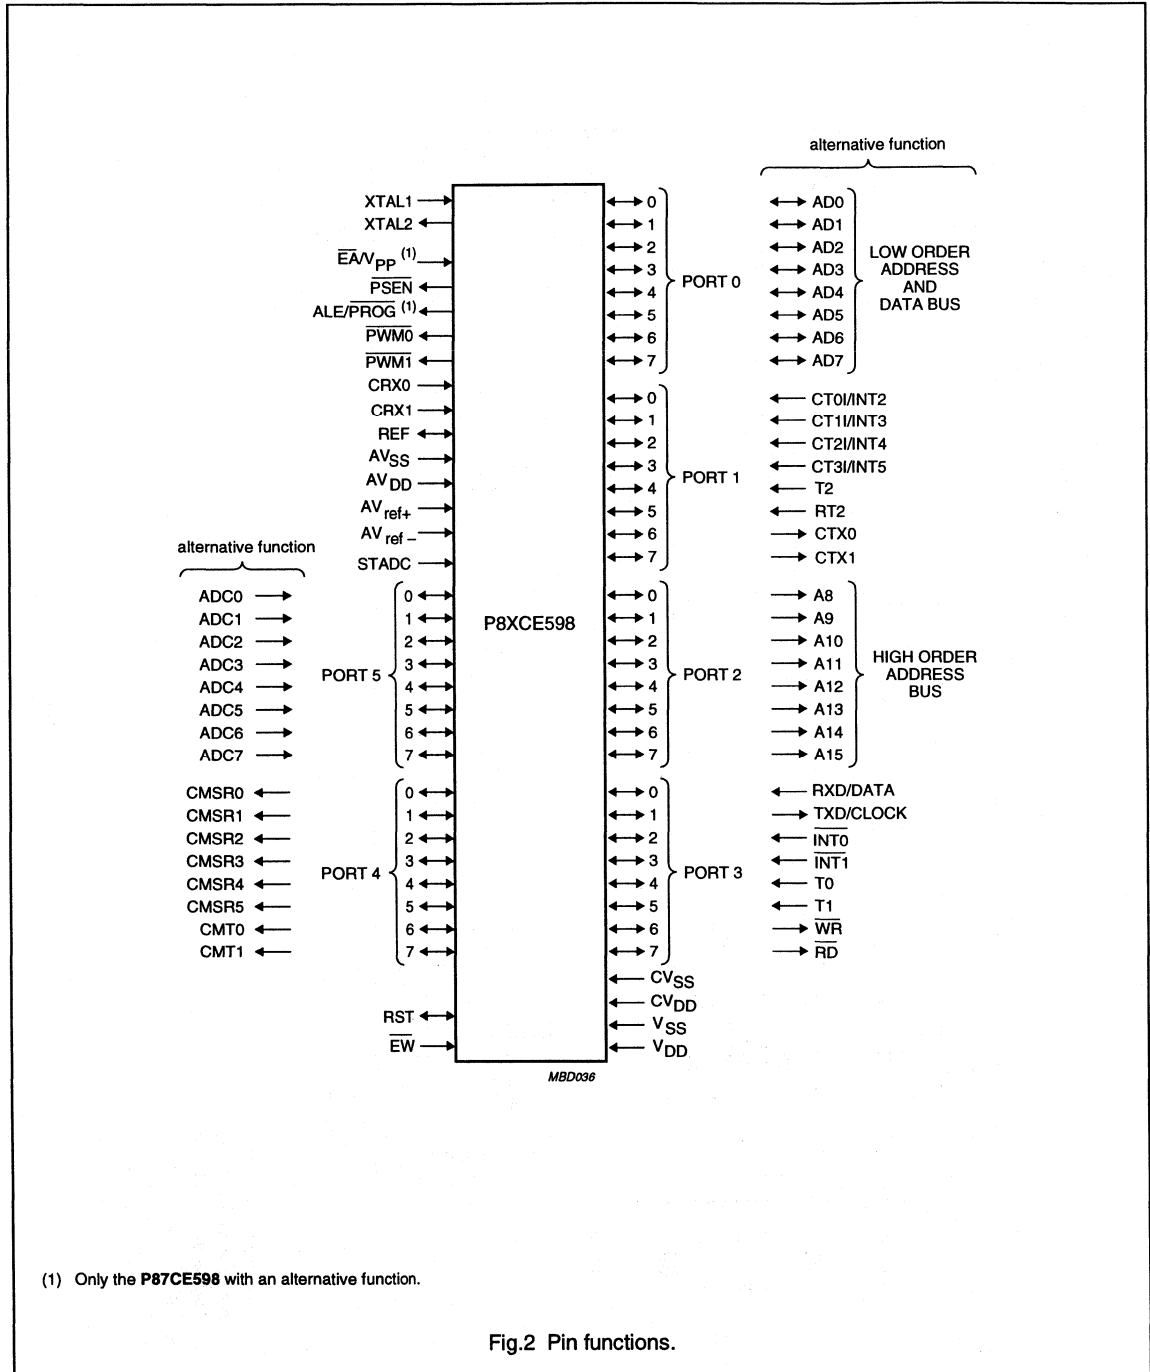 alternative function
XTAL1
XTAL2
EA/VPP (1)
PSEN
ALE/PROG (1)
PWM0
PWM1
CRX0
CRX1
REF
AVSS
AVDD
AVref+
AVref–
STADC
alternative function
ADC0
ADC1
ADC2
ADC3
ADC4
ADC5
ADC6
ADC7
0
1
2
3
4
5
6
7
PORT 5
CMSR0
CMSR1
CMSR2
CMSR3
CMSR4
CMSR5
CMT0
CMT1
0
1
2
3
4
5
6
7
PORT 4
RST
EW
P8XCE598
0
1
2
3
4
5
6
7
PORT 0
AD0
AD1
AD2
AD3
AD4
AD5
AD6
AD7
LOW ORDER
ADDRESS
AND
DATA BUS
0
1
2
3
4
5
6
7
PORT 1
CT0I/INT2
CT1I/INT3
CT2I/INT4
CT3I/INT5
T2
RT2
CTX0
CTX1
0
1
2
3
4
5
6
7
PORT 2
A8
A9
A10
A11
A12
A13
A14
A15
HIGH ORDER
ADDRESS
BUS
0
1
2
3
4
5
6
7
PORT 3
RXD/DATA
TXD/CLOCK
INT0
INT1
T0
T1
WR
RD
CVSS
CVDD
VSS
VDD
MBD036
(1) Only the P87CE598 with an alternative function.
Fig.2 Pin functions.